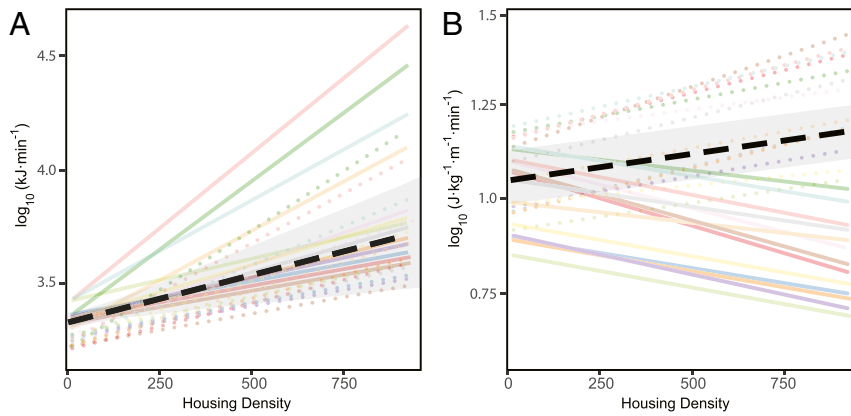 A
4.5
4.0
3.5
log10 (kJ·min⁻¹)
0
250
500
750
Housing Density
B
1.5
1.25
1.0
0.75
log10 (J·kg⁻¹·m⁻¹·min⁻¹)
0
250
500
750
Housing Density